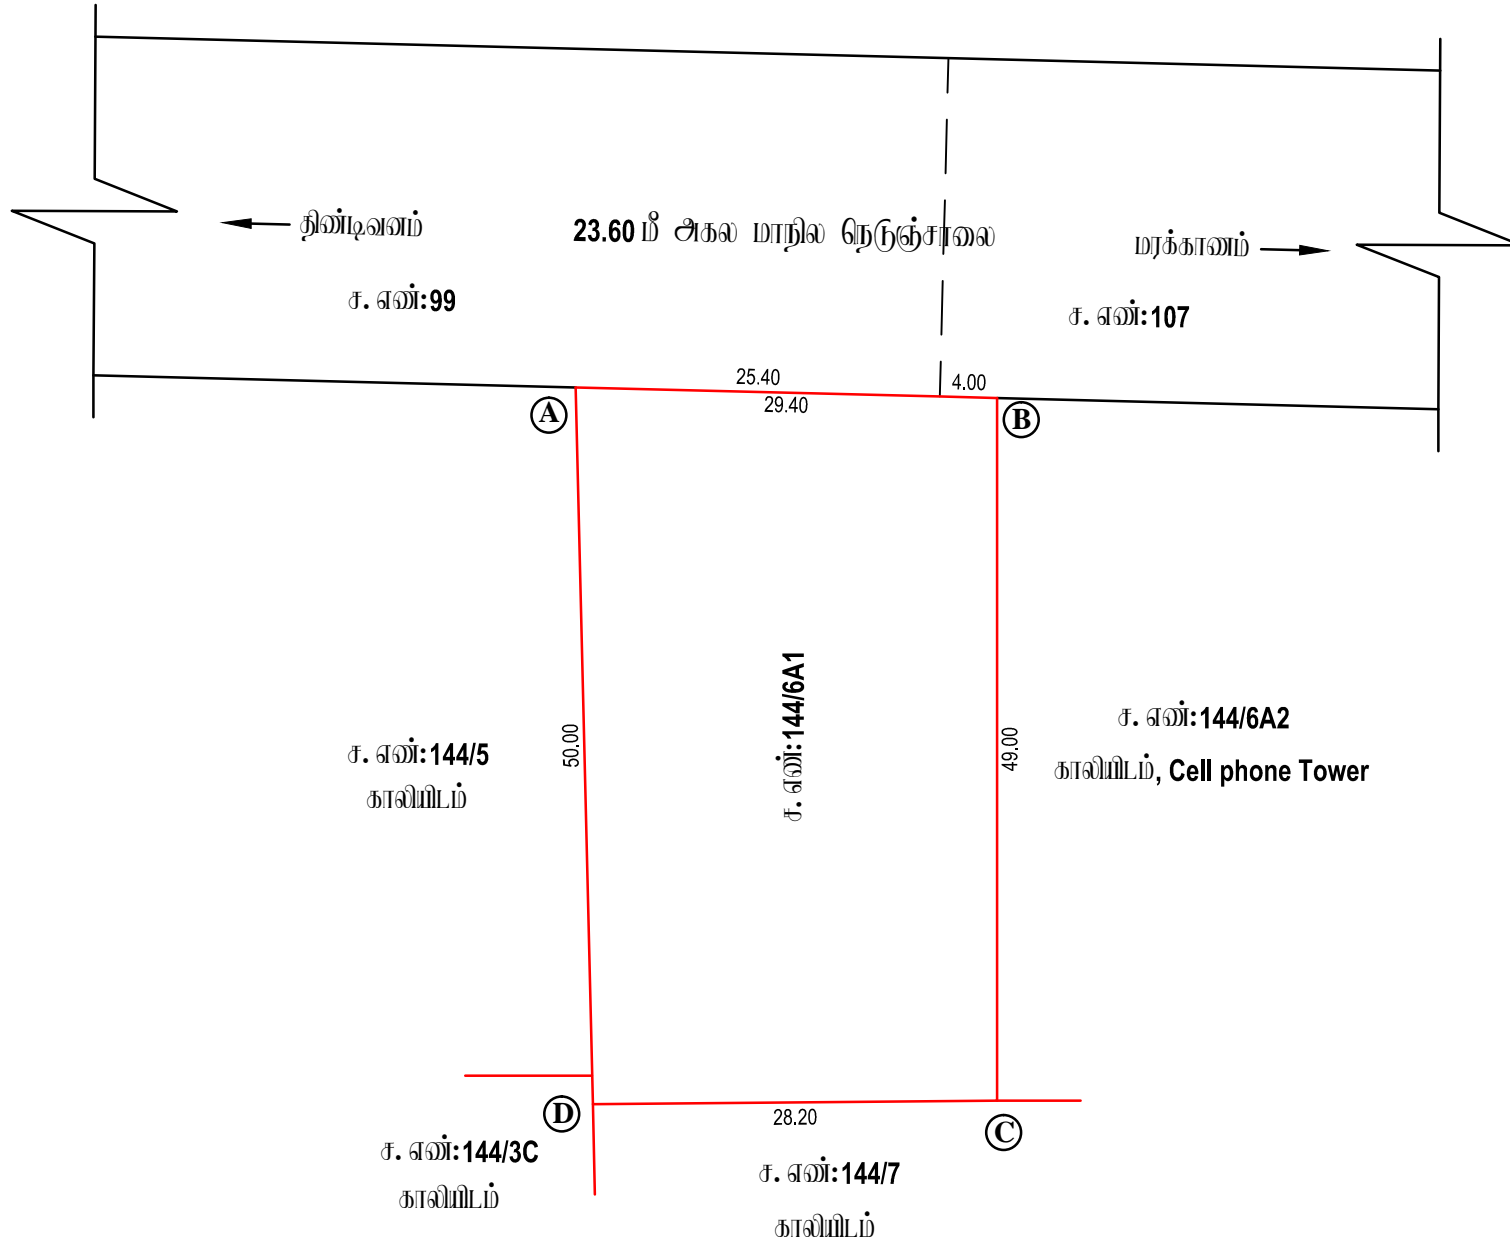 திண்டிவனம்
23.60 மீ அகல மாநில நெடுஞ்சாலை
மரக்காணம்
ச. எண்:99
ச. எண்:107
25.40
4.00
29.40
A
B
ச. எண்:144/6A1
50.00
49.00
ச. எண்:144/5
காலியிடம்
ச. எண்:144/6A2
காலியிடம், Cell phone Tower
D
28.20
C
ச. எண்:144/3C
காலியிடம்
ச. எண்:144/7
காலியிடம்